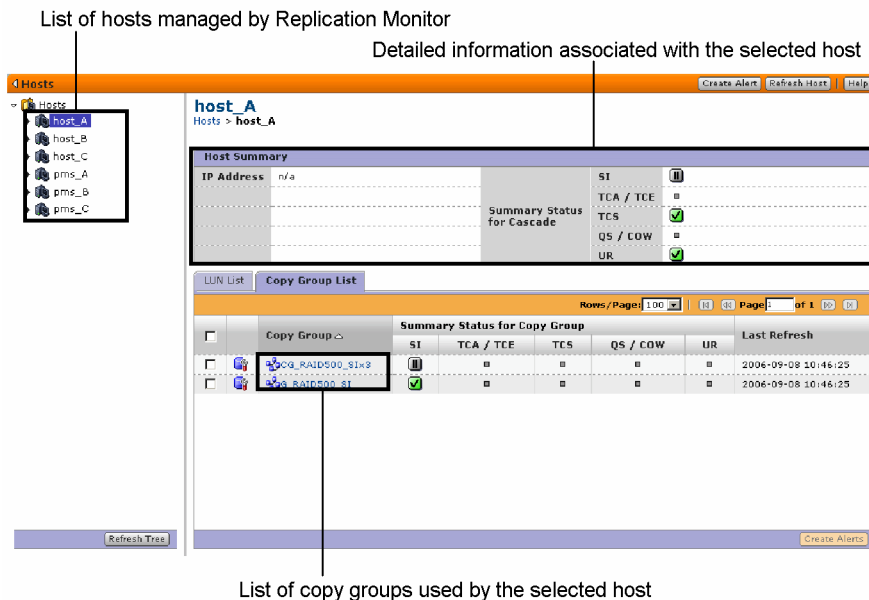 List of hosts managed by Replication Monitor
Detailed information associated with the selected host
Hosts
Create Alert Refresh Host Help
Hosts
host_A
host_B
host_C
pms_A
pms_B
pms_C
Refresh Tree
host_A
Hosts > host_A
Host Summary
IP Address n/a
Summary Status for Cascade
SI
TCA / TCE
TCS
QS / COW
UR
LUN List Copy Group List
Rows/Page: 100 Page 1 of 1
Copy Group Summary Status for Copy Group Last Refresh
SI TCA / TCE TCS QS / COW UR
CG_RAID500_SIx3 2006-09-08 10:46:25
G_RAID500_SI 2006-09-08 10:46:25
Create Alerts
List of copy groups used by the selected host